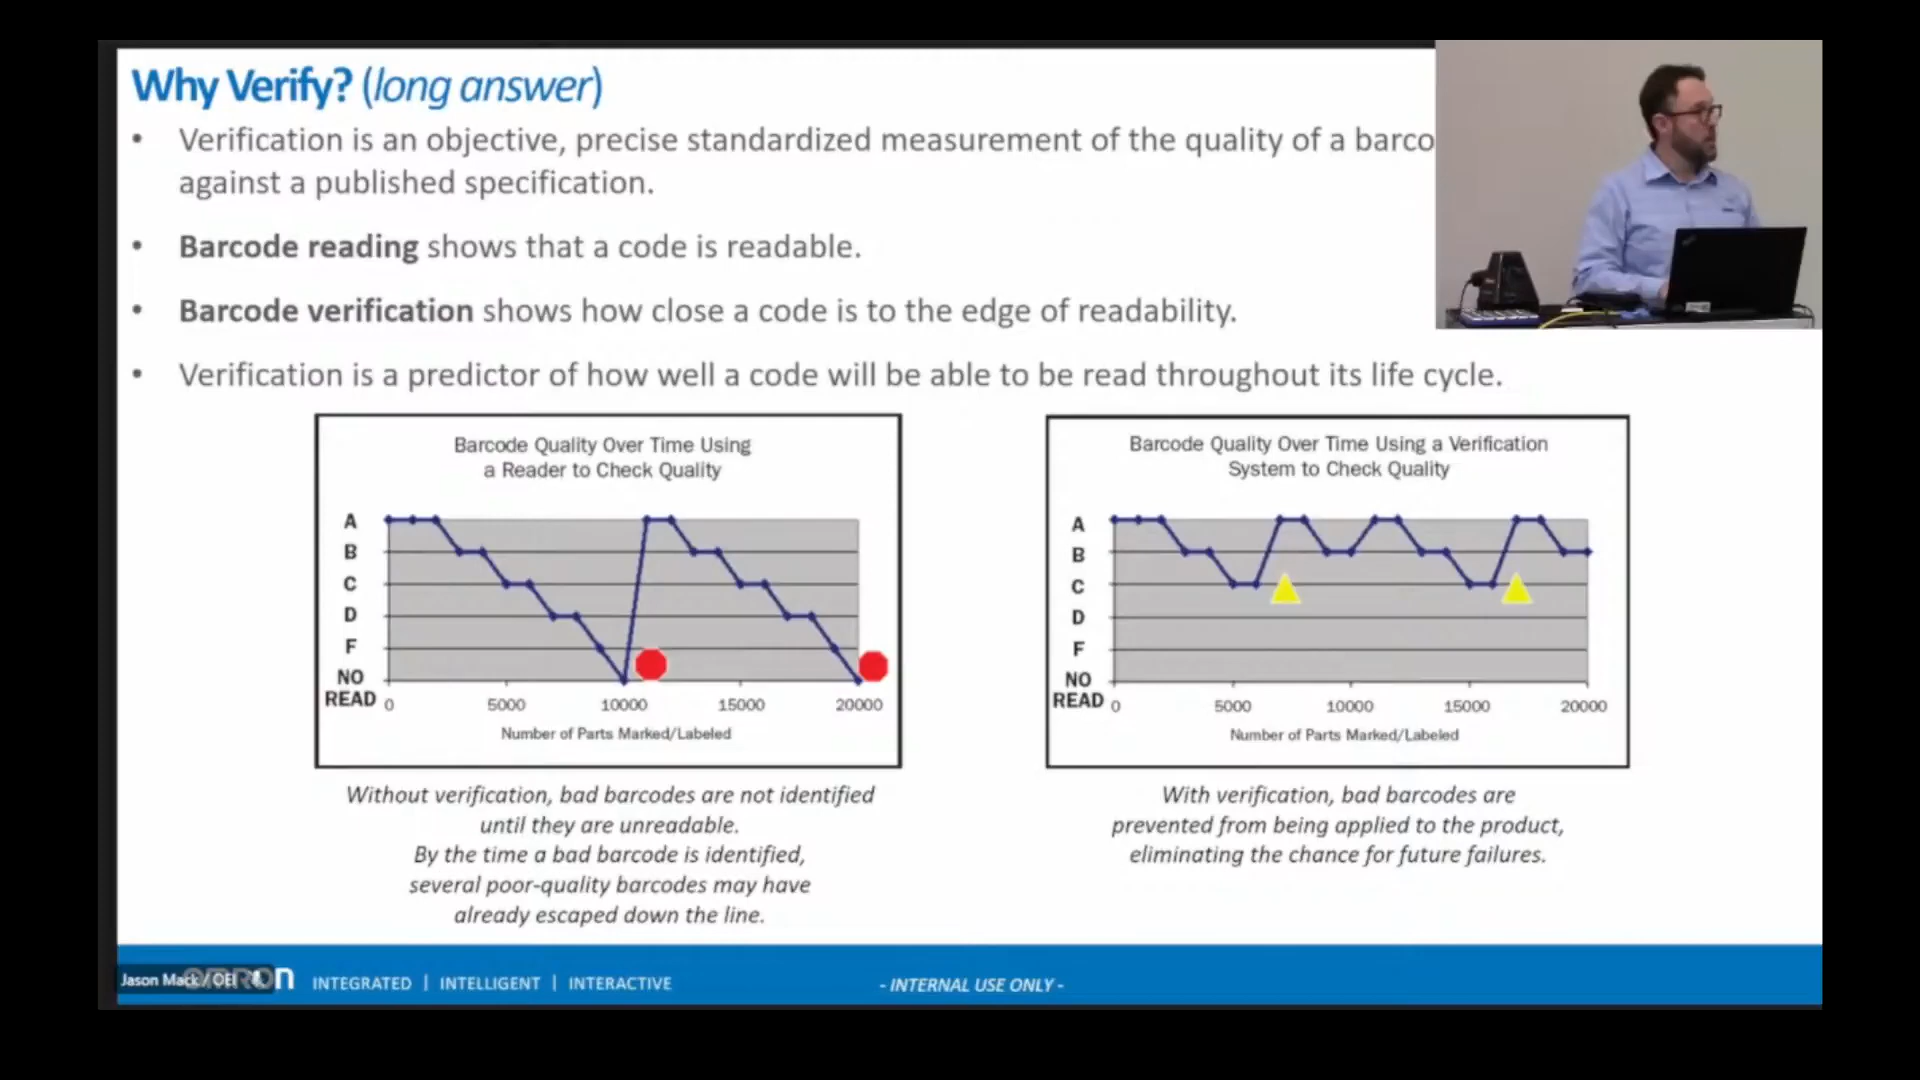 Why Verify? (long answer)
• Verification is an objective, precise standardized measurement of the quality of a barco
against a published specification.
• Barcode reading shows that a code is readable.
• Barcode verification shows how close a code is to the edge of readability.
• Verification is a predictor of how well a code will be able to be read throughout its life cycle.
Barcode Quality Over Time Using
a Reader to Check Quality
A
B
C
D
F
NO
READ
0 5000 10000 15000 20000
Number of Parts Marked/Labeled
Without verification, bad barcodes are not identified
until they are unreadable.
By the time a bad barcode is identified,
several poor-quality barcodes may have
already escaped down the line.
Barcode Quality Over Time Using a Verification
System to Check Quality
A
B
C
D
F
NO
READ
0 5000 10000 15000 20000
Number of Parts Marked/Labeled
With verification, bad barcodes are
prevented from being applied to the product,
eliminating the chance for future failures.
Jason Mack / OEI
INTEGRATED | INTELLIGENT | INTERACTIVE
- INTERNAL USE ONLY -